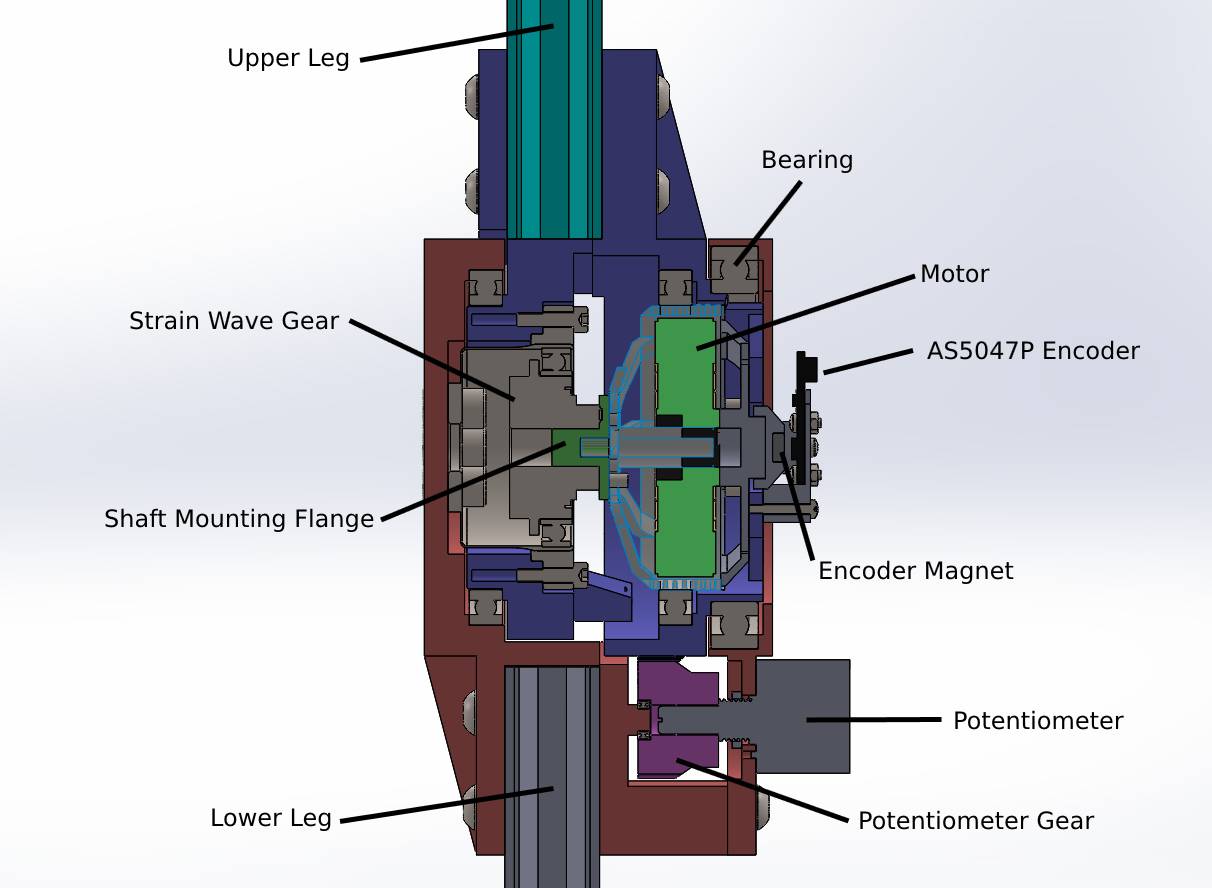 Upper Leg
Bearing
Motor
Strain Wave Gear
AS5047P Encoder
Shaft Mounting Flange
Encoder Magnet
Potentiometer
Lower Leg
Potentiometer Gear